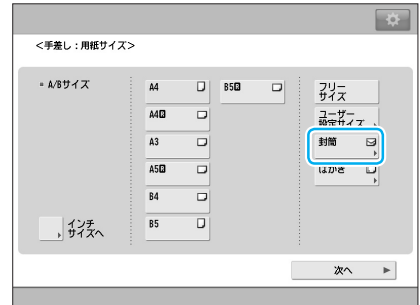 <手差し：用紙サイズ>
A/Bサイズ
A4
B5R
A4R
A3
A5R
B4
B5
インチ
サイズへ
フリー
サイズ
ユーザー
設定サイズ
封筒
はがき
次へ